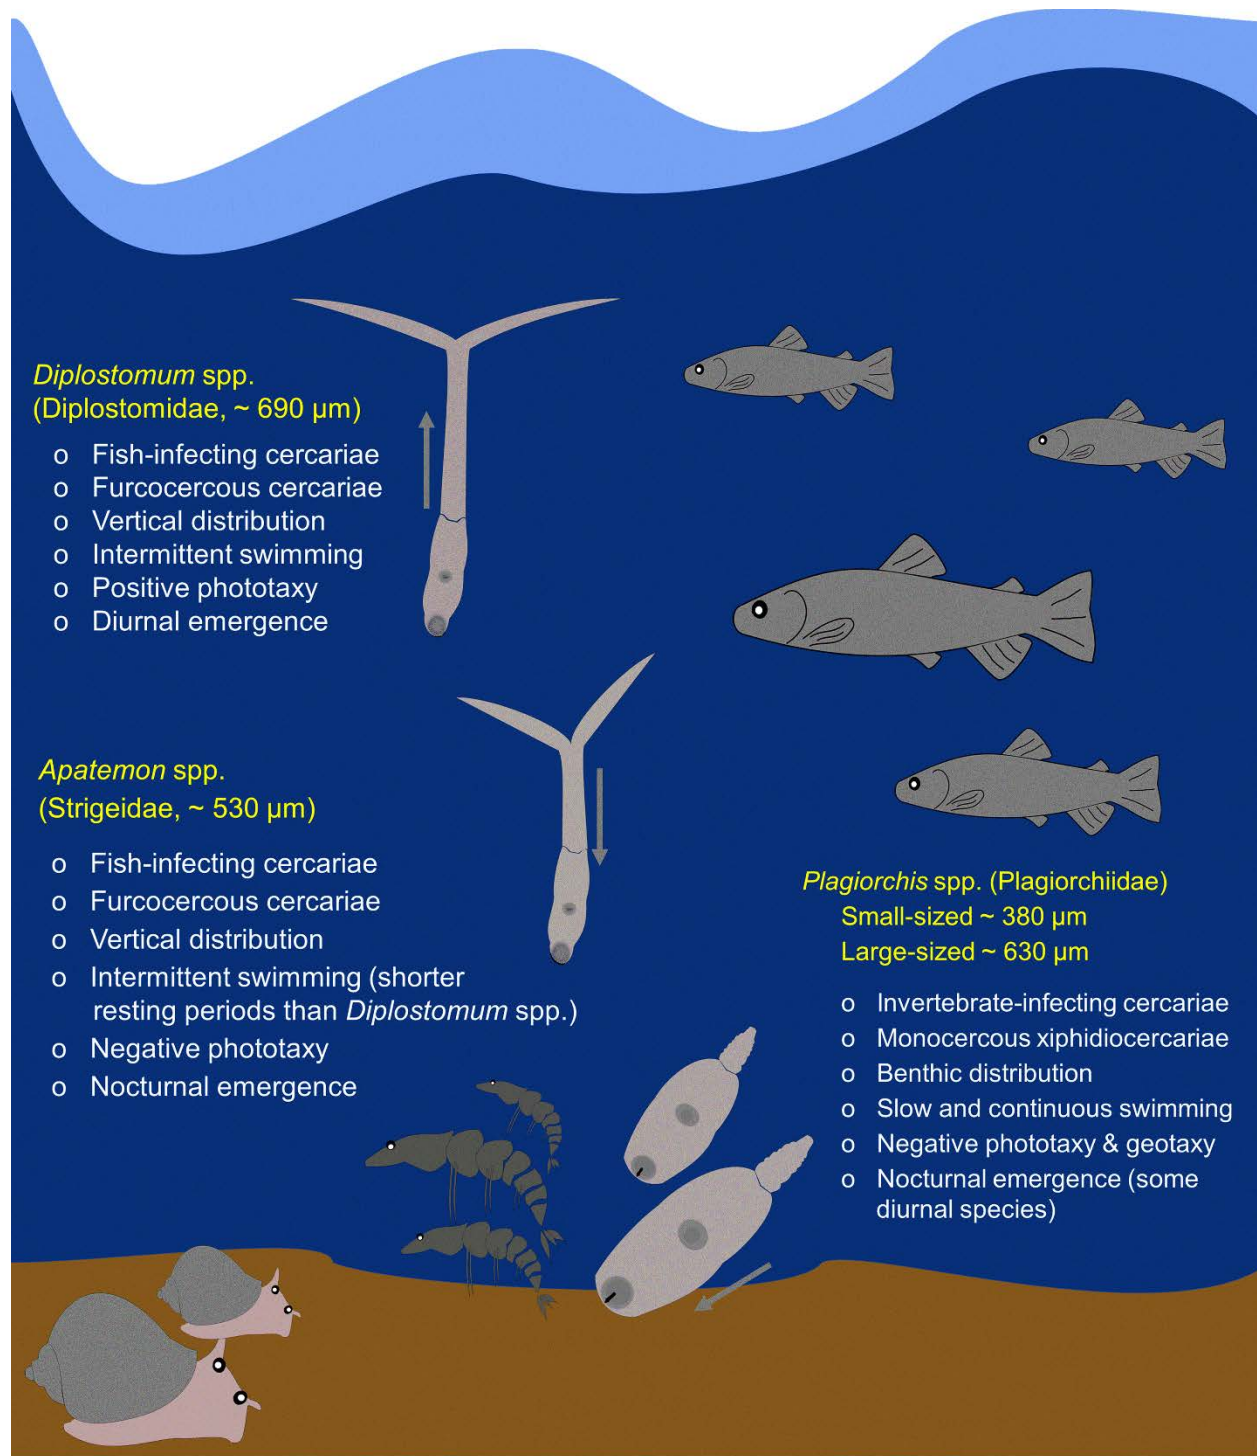 Diplostomum spp.
(Diplostomidae, ~ 690 µm)
o Fish-infecting cercariae
o Furcocercous cercariae
o Vertical distribution
o Intermittent swimming
o Positive phototaxy
o Diurnal emergence
Apatemon spp.
(Strigeidae, ~ 530 µm)
o Fish-infecting cercariae
o Furcocercous cercariae
o Vertical distribution
o Intermittent swimming (shorter
resting periods than Diplostomum spp.)
o Negative phototaxy
o Nocturnal emergence
Plagiorchis spp. (Plagiorchiidae)
Small-sized ~ 380 µm
Large-sized ~ 630 µm
o Invertebrate-infecting cercariae
o Monocercous xiphidiocercariae
o Benthic distribution
o Slow and continuous swimming
o Negative phototaxy & geotaxy
o Nocturnal emergence (some
diurnal species)